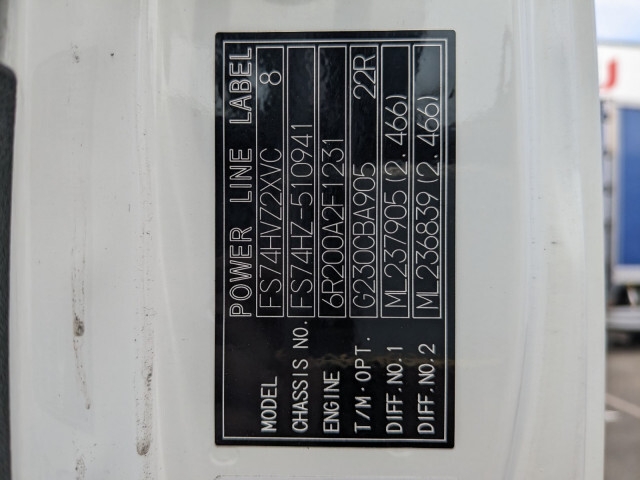 POWER LINE LABEL
MODEL FS74HVZ2XVC 8
CHASSIS NO. FS74HZ-510941
ENGINE 6R200A2F1231
T/M·OPT. G230CBA905 22R
DIFF.NO.1 ML237905(2.466)
DIFF.NO.2 ML236839(2.466)
J